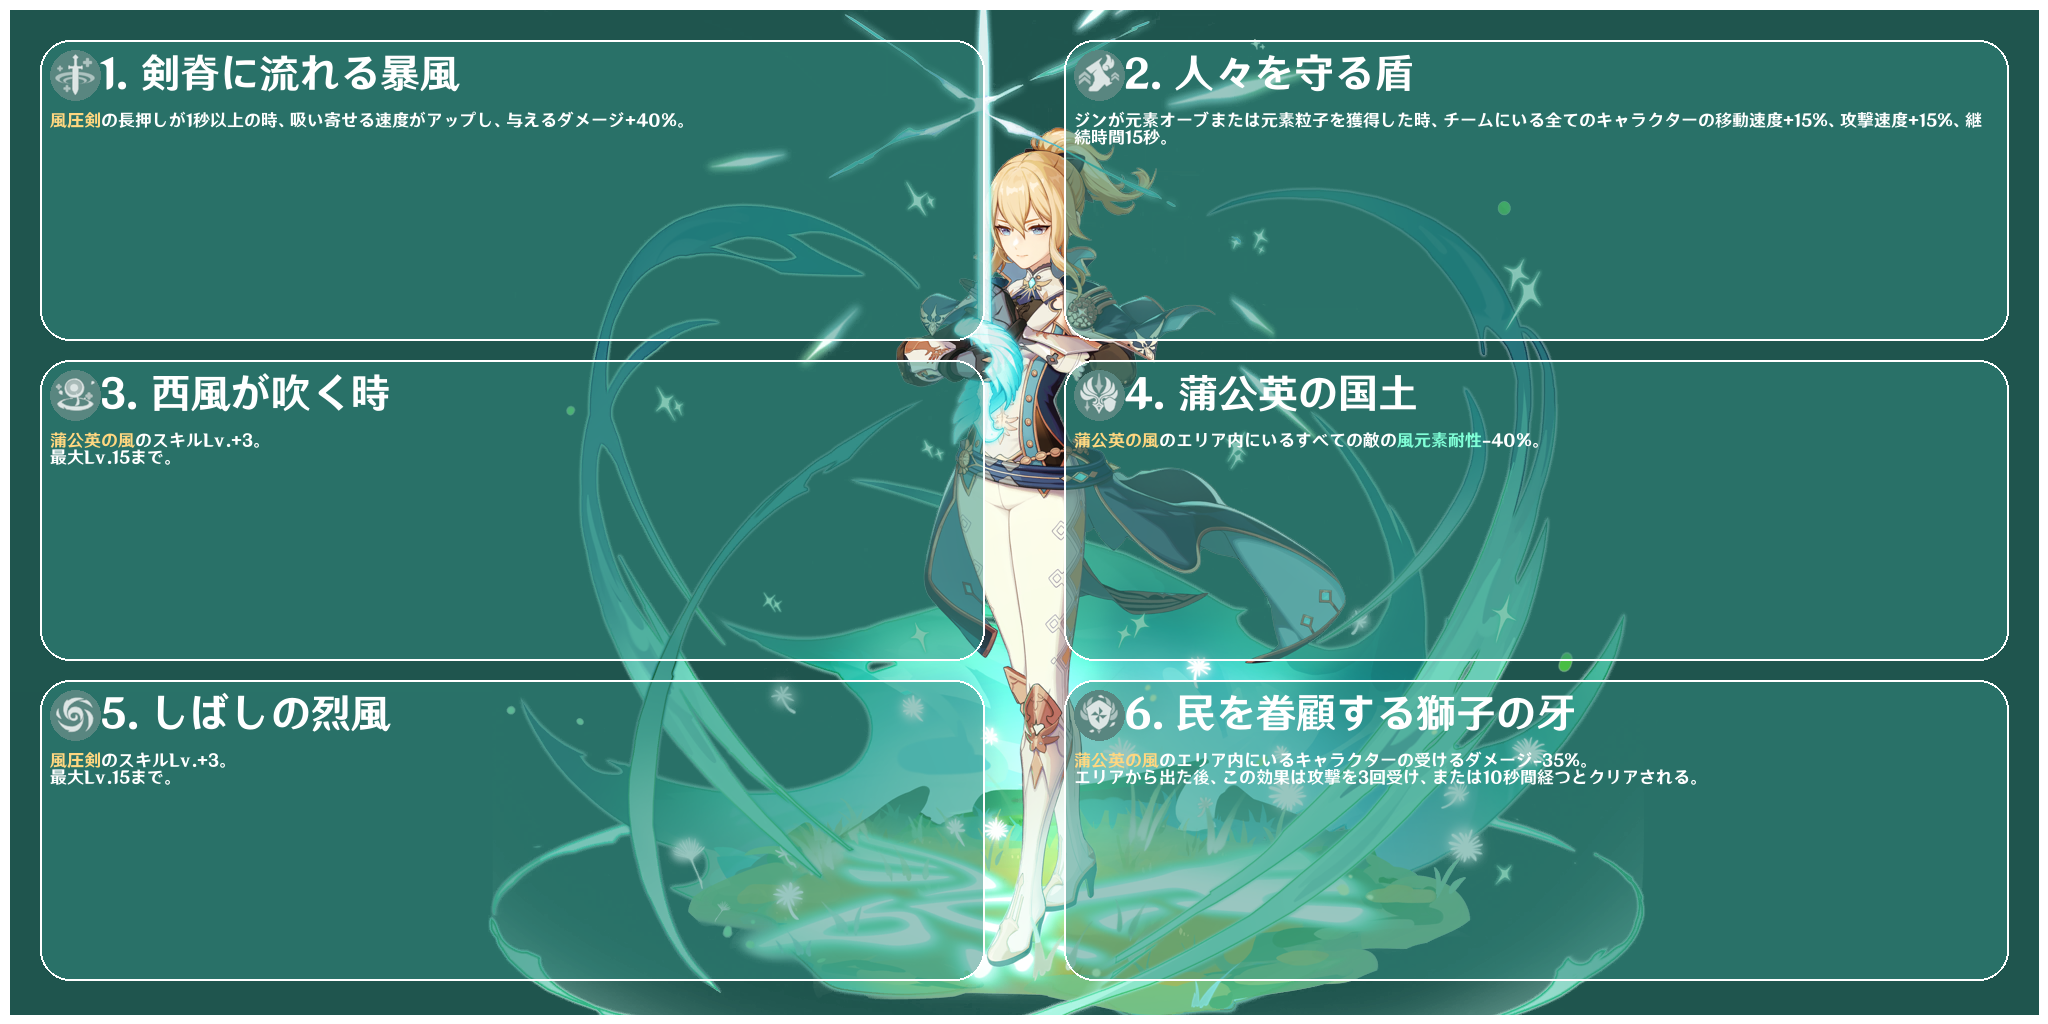 1. 剣脊に流れる暴風
風圧剣の長押しが1秒以上の時、吸い寄せる速度がアップし、与えるダメージ+40%。
2. 人々を守る盾
ジンが元素オーブまたは元素粒子を獲得した時、チームにいる全てのキャラクターの移動速度+15%、攻撃速度+15%、継
続時間15秒。
3. 西風が吹く時
蒲公英の風のスキルLv.+3。
最大Lv.15まで。
4. 蒲公英の国土
蒲公英の風のエリア内にいるすべての敵の風元素耐性-40%。
5. しばしの烈風
風圧剣のスキルLv.+3。
最大Lv.15まで。
6. 民を眷顧する獅子の牙
蒲公英の風のエリア内にいるキャラクターの受けるダメージ-35%。
エリアから出た後、この効果は攻撃を3回受け、または10秒間経つとクリアされる。